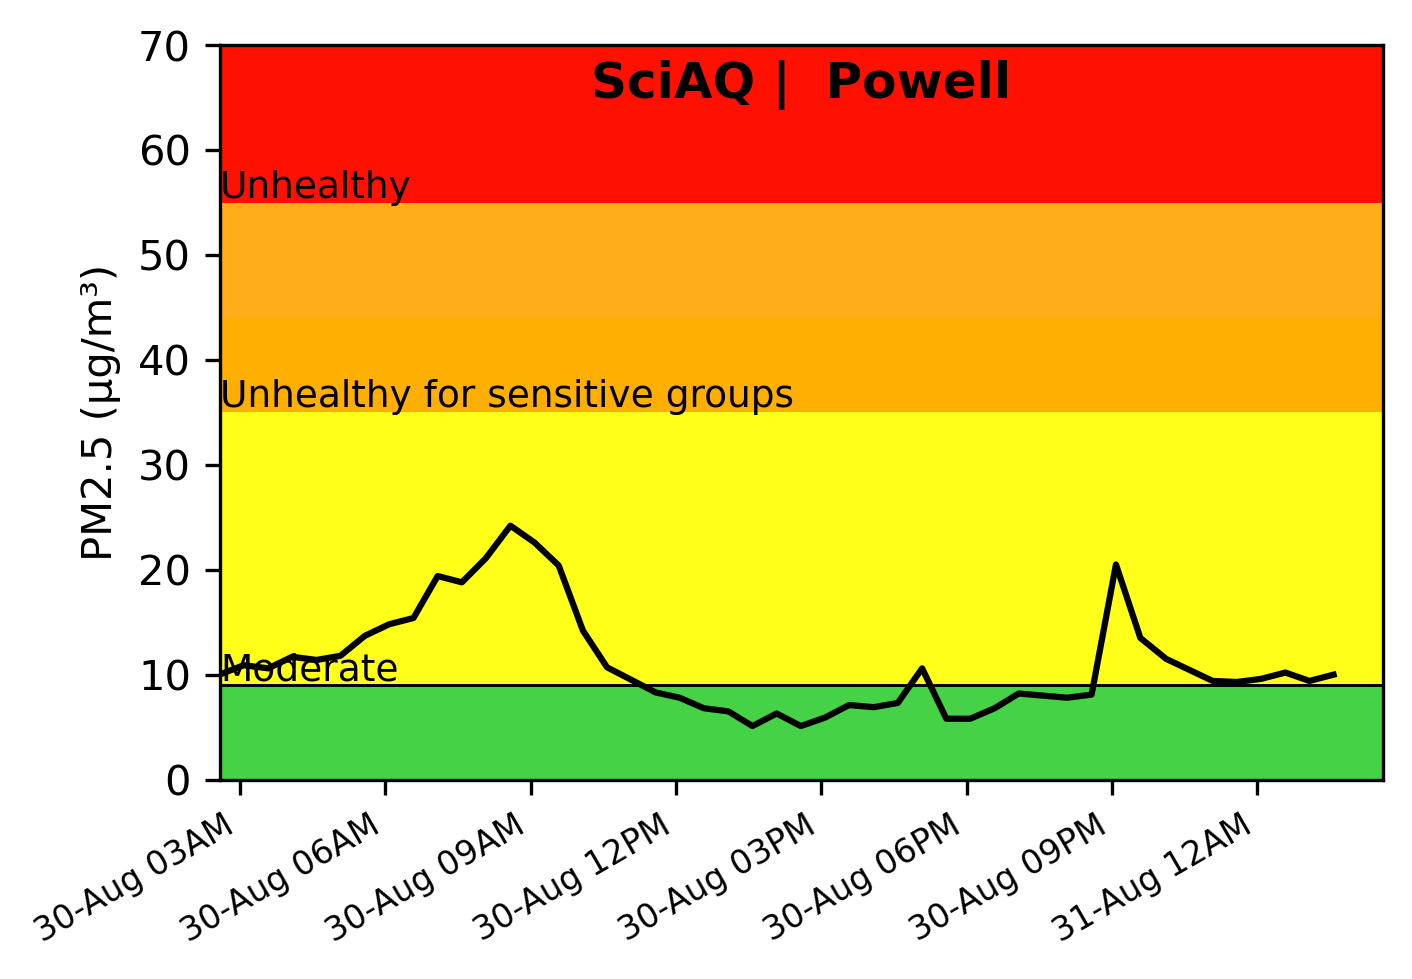 SciAQ | Powell
PM2.5 (µg/m³)
70
60
50
40
30
20
10
0
Unhealthy
Unhealthy for sensitive groups
Moderate
30-Aug 03AM
30-Aug 06AM
30-Aug 09AM
30-Aug 12PM
30-Aug 03PM
30-Aug 06PM
30-Aug 09PM
31-Aug 12AM